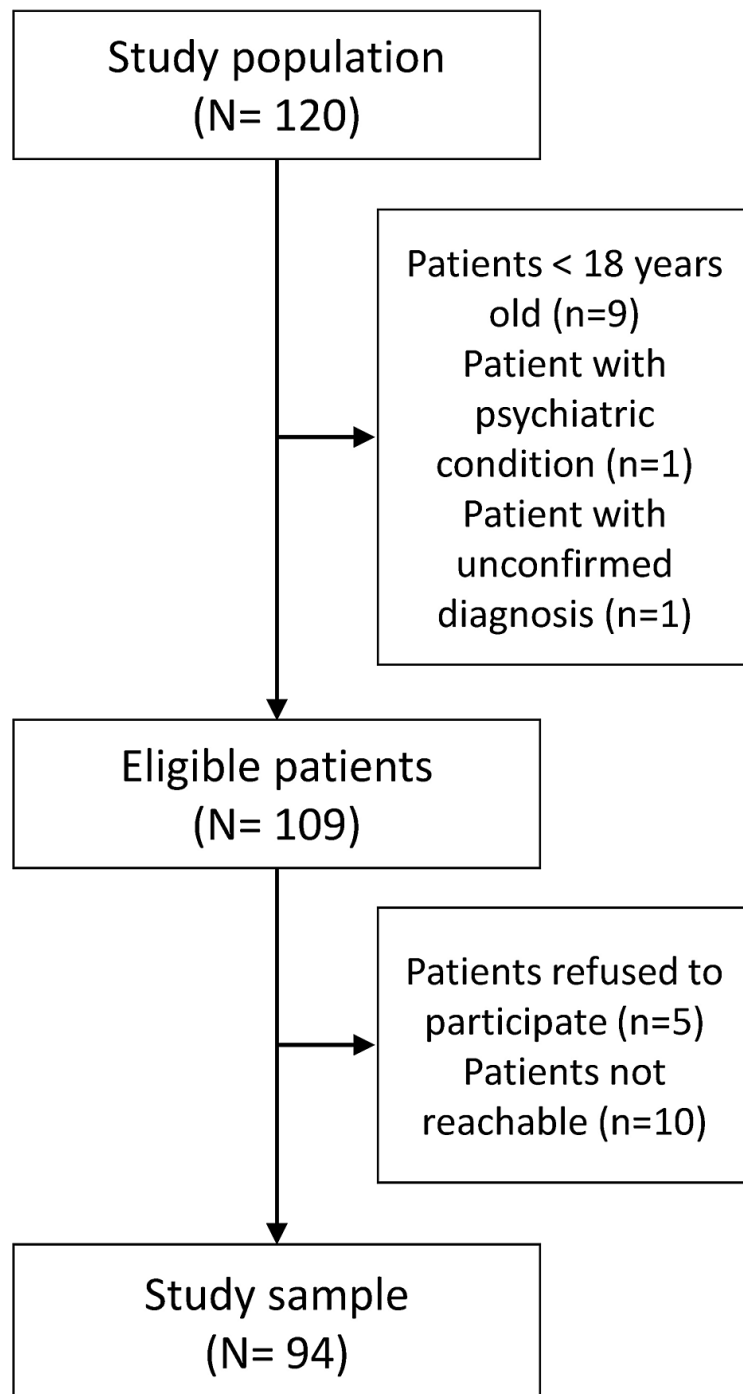 Study population
(N= 120)
Patients < 18 years
old (n=9)
Patient with
psychiatric
condition (n=1)
Patient with
unconfirmed
diagnosis (n=1)
Eligible patients
(N= 109)
Patients refused to
participate (n=5)
Patients not
reachable (n=10)
Study sample
(N= 94)